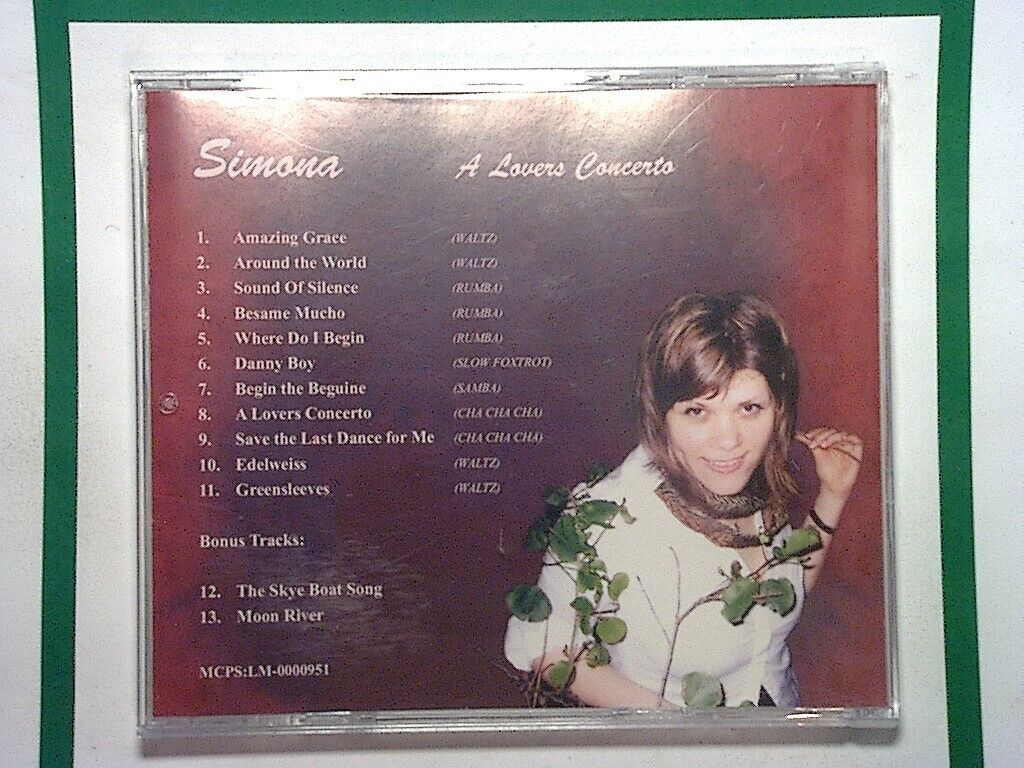 Simona A Lovers Concerto
1. Amazing Grace (WALTZ)
2. Around the World (WALTZ)
3. Sound Of Silence (RUMBA)
4. Besame Mucho (RUMBA)
5. Where Do I Begin (RUMBA)
6. Danny Boy (SLOW FOXTROT)
7. Begin the Beguine (SAMBA)
8. A Lovers Concerto (CHA CHA CHA)
9. Save the Last Dance for Me (CHA CHA CHA)
10. Edelweiss (WALTZ)
11. Greensleeves (WALTZ)
Bonus Tracks:
12. The Skye Boat Song
13. Moon River
MCPS:LM-0000951